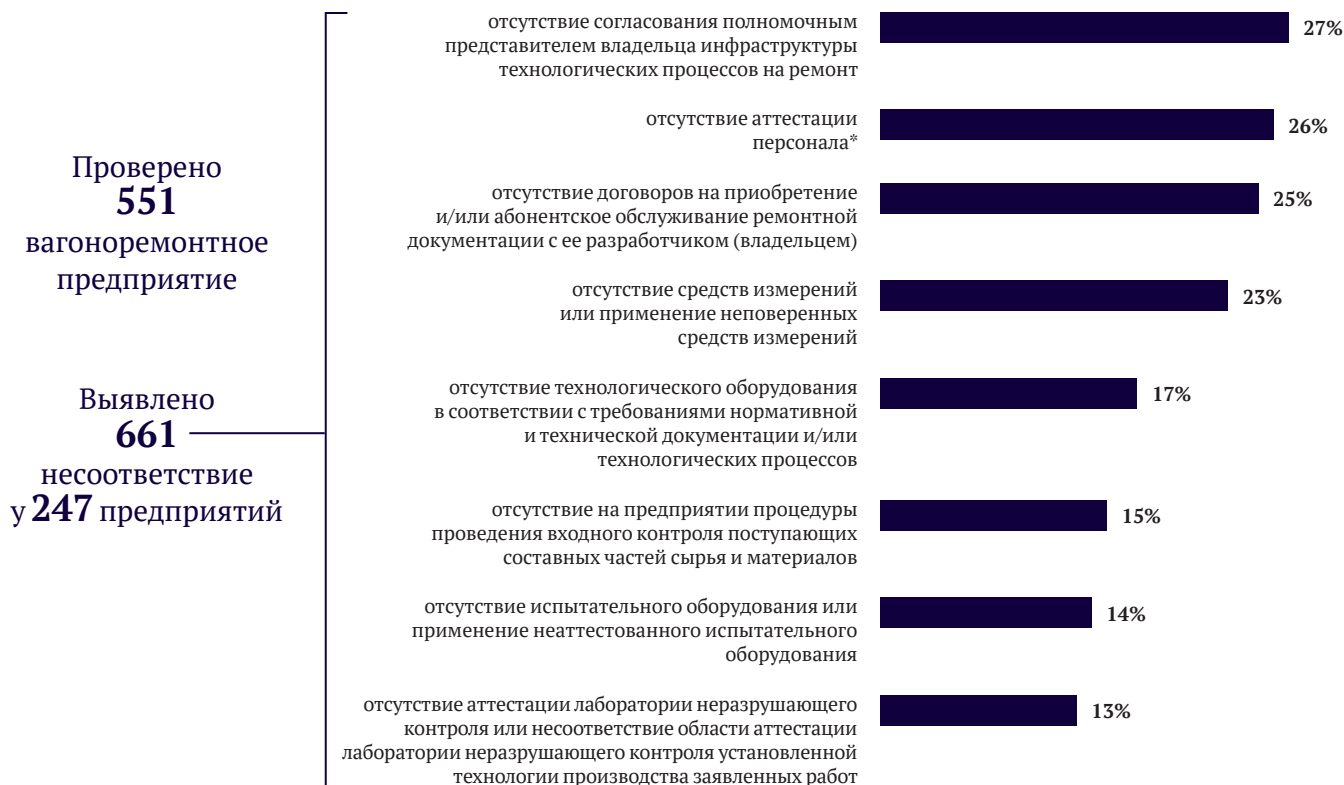 Проверено
551
вагоноремонтное
предприятие
Выявлено
661
несоответствие
у 247 предприятий
отсутствие согласования полномочным
представителем владельца инфраструктуры
технологических процессов на ремонт
27%
отсутствие аттестации
персонала*
26%
отсутствие договоров на приобретение
и/или абонентское обслуживание ремонтной
документации с ее разработчиком (владельцем)
25%
отсутствие средств измерений
или применение неповеренных
средств измерений
23%
отсутствие технологического оборудования
в соответствии с требованиями нормативной
и технической документации и/или
технологических процессов
17%
отсутствие на предприятии процедуры
проведения входного контроля поступающих
составных частей сырья и материалов
15%
отсутствие испытательного оборудования или
применение неаттестованного испытательного
оборудования
14%
отсутствие аттестации лаборатории неразрушающего
контроля или несоответствие области аттестации
лаборатории неразрушающего контроля установленной
технологии производства заявленных работ
13%